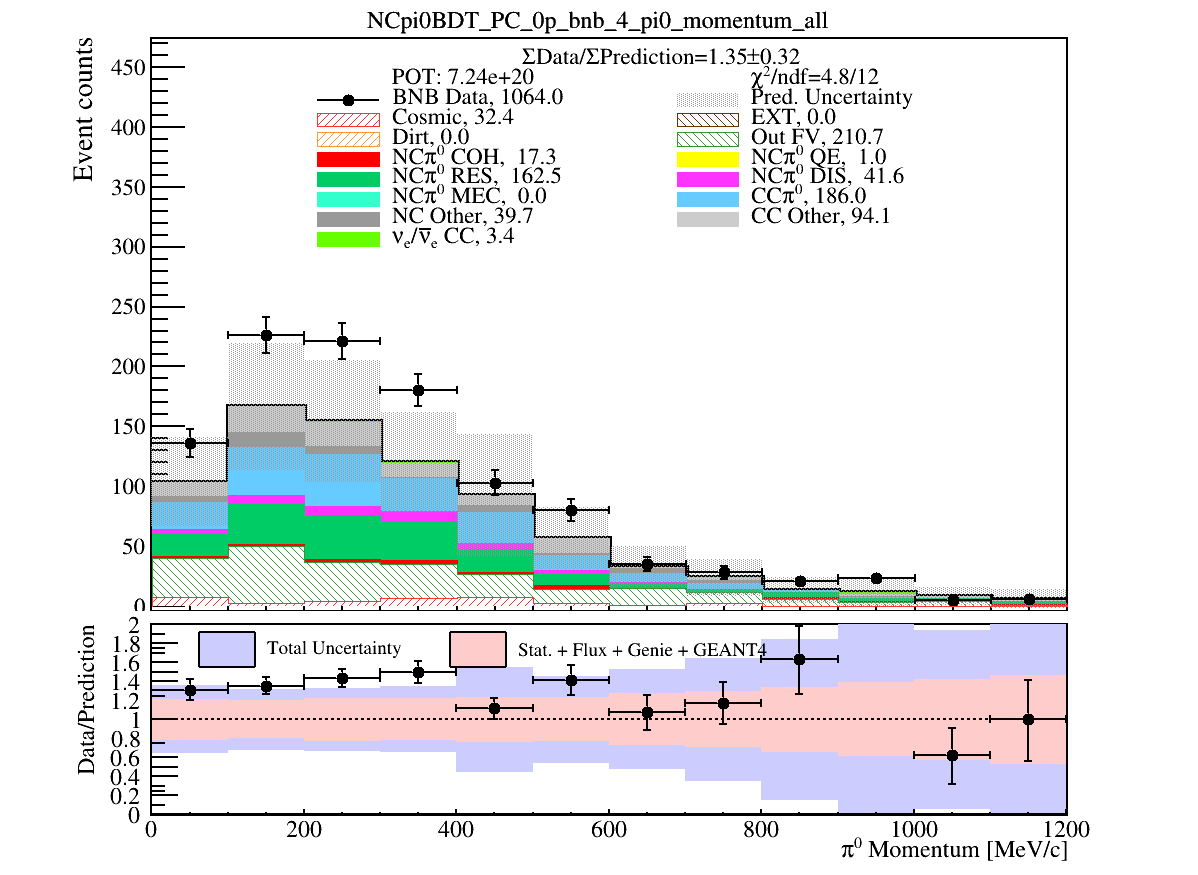 NCpi0BDT_PC_0p_bnb_4_pi0_momentum_all
ΣData/ΣPrediction=1.35±0.32
POT: 7.24e+20
χ²/ndf=4.8/12
BNB Data, 1064.0
Pred. Uncertainty
Cosmic, 32.4
EXT, 0.0
Dirt, 0.0
Out FV, 210.7
NCπ⁰ COH, 17.3
NCπ⁰ QE, 1.0
NCπ⁰ RES, 162.5
NCπ⁰ DIS, 41.6
NCπ⁰ MEC, 0.0
CCπ⁰, 186.0
NC Other, 39.7
CC Other, 94.1
νₑ/ν̅ₑ CC, 3.4
Event counts
450
400
350
300
250
200
150
100
50
0
Total Uncertainty
Stat. + Flux + Genie + GEANT4
Data/Prediction
2
1.8
1.6
1.4
1.2
1
0.8
0.6
0.4
0.2
0
0 200 400 600 800 1000 1200
π⁰ Momentum [MeV/c]